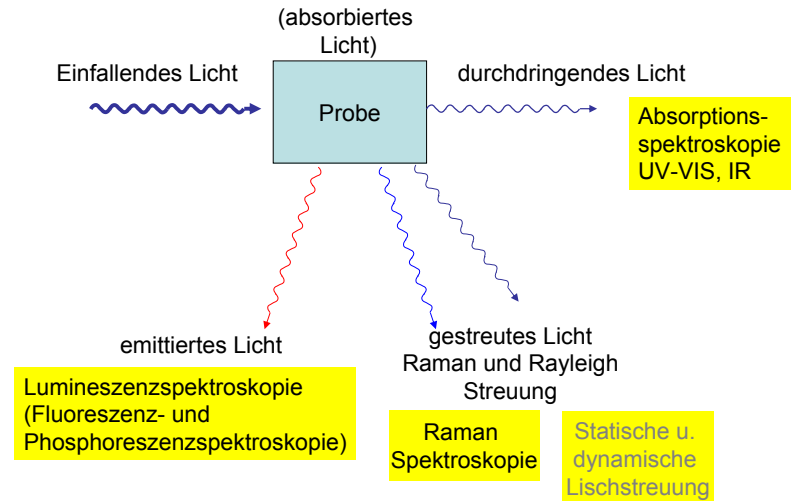 (absorbiertes
Licht)
Einfallendes Licht
durchdringendes Licht
Probe
Absorptions-
spektroskopie
UV-VIS, IR
emittiertes Licht
Lumineszenzspektroskopie
(Fluoreszenz- und
Phosphoreszenzspektroskopie)
gestreutes Licht
Raman und Rayleigh
Streuung
Raman
Spektroskopie
Statische u.
dynamische
Lischstreuung